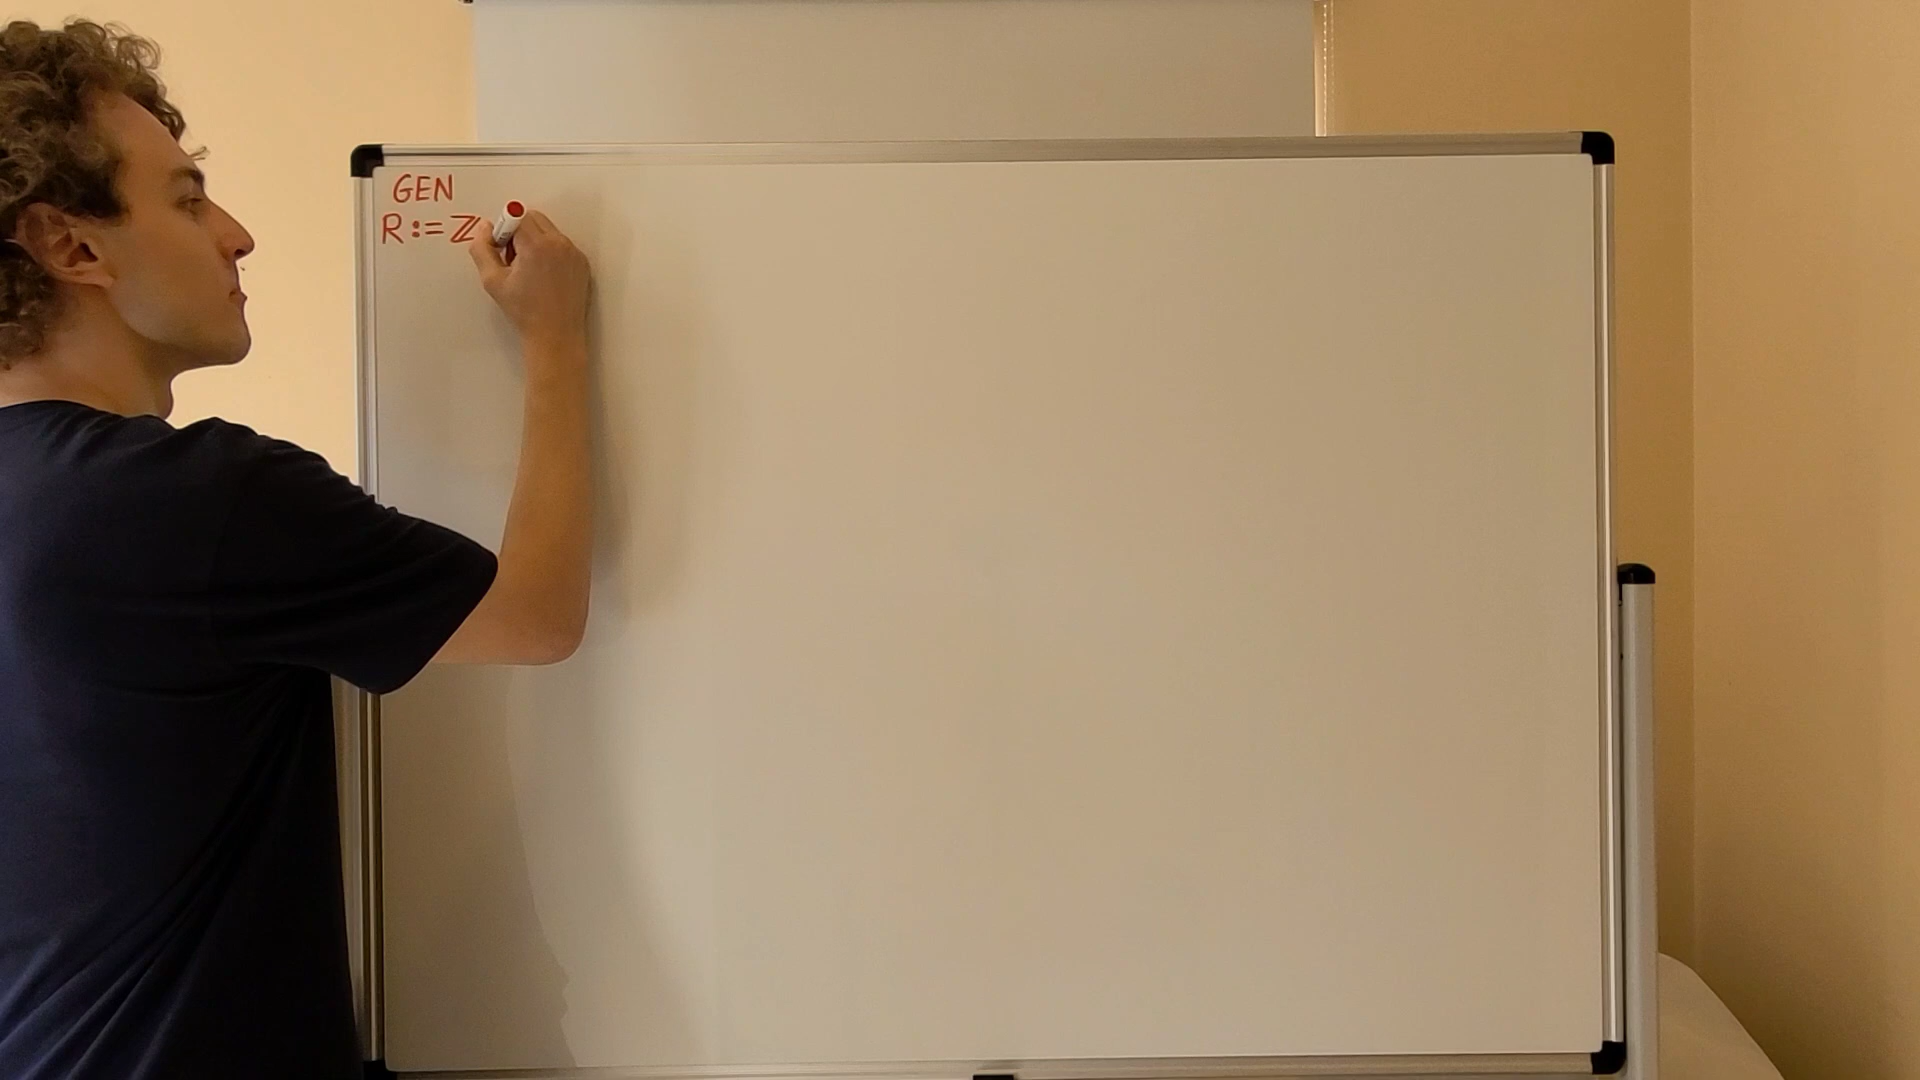 GEN
R := ℤ